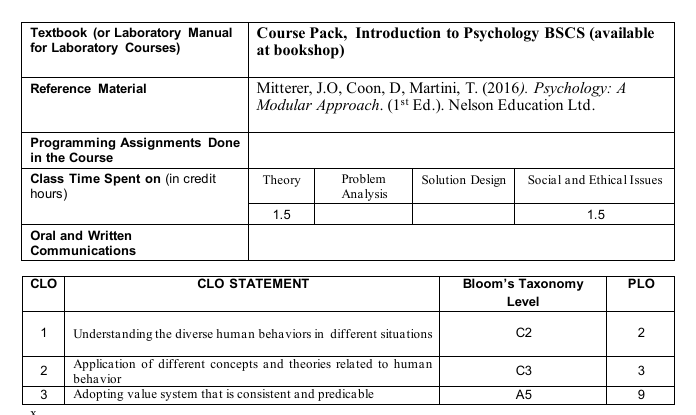 Textbook (or Laboratory Manual
for Laboratory Courses)
Course Pack, Introduction to Psychology BSCS (available
at bookshop)
Reference Material
Mitterer, J.O, Coon, D, Martini, T. (2016). Psychology: A
Modular Approach. (1st Ed.). Nelson Education Ltd.
Programming Assignments Done
in the Course
Class Time Spent on (in credit
hours)
Theory
Problem
Analysis
Solution Design
Social and Ethical Issues
1.5
1.5
Oral and Written
Communications
CLO
CLO STATEMENT
Bloom's Taxonomy
Level
PLO
1
Understanding the diverse human behaviors in different situations
C2
2
2
Application of different concepts and theories related to human
behavior
C3
3
3
Adopting value system that is consistent and predicable
A5
9